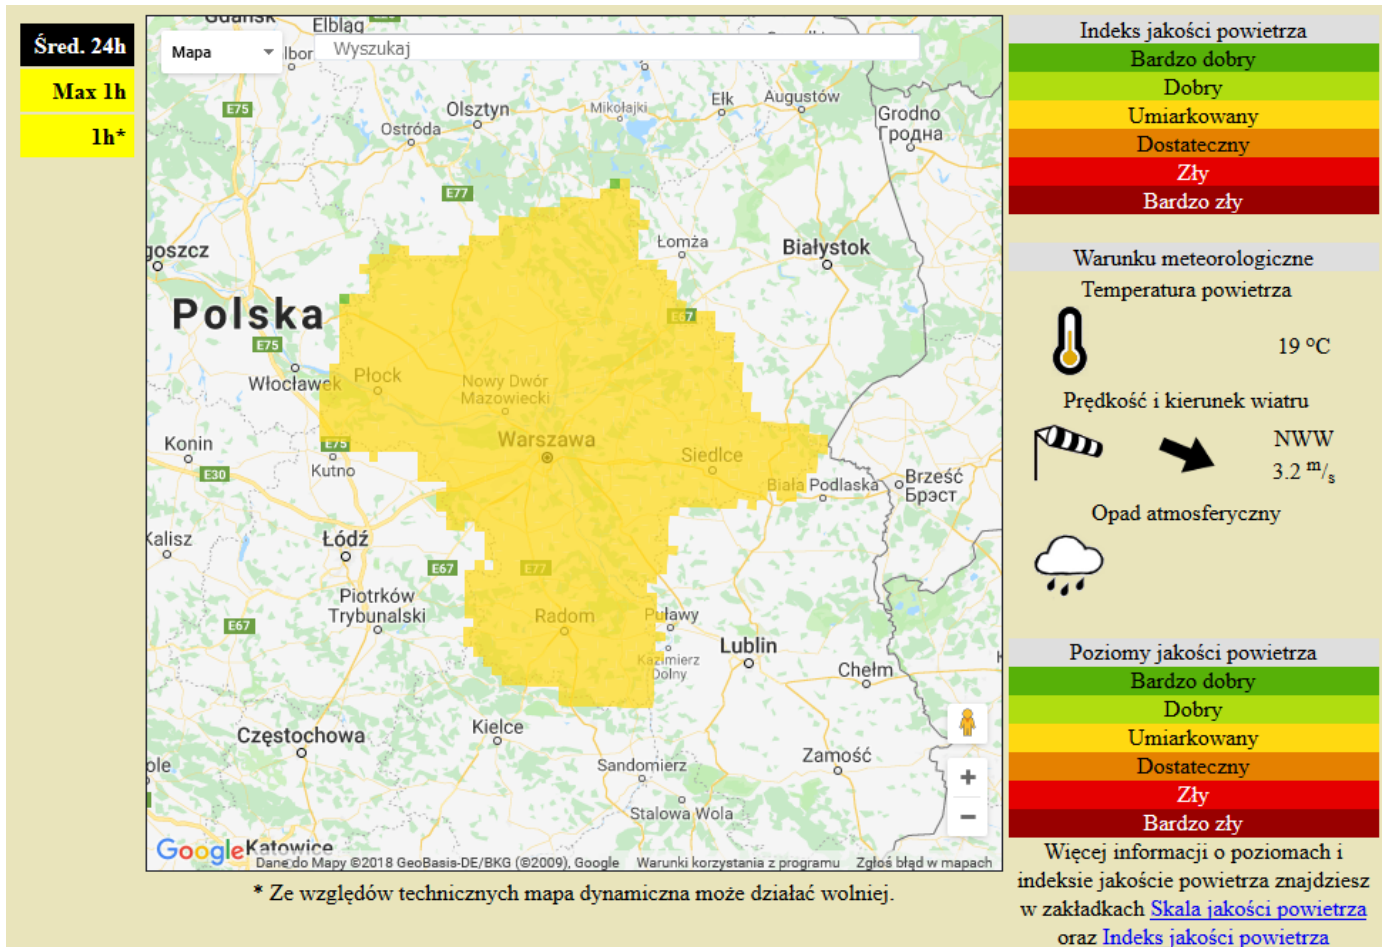 Śred. 24h
Max 1h
1h*
Mapa
Wyszukaj
Gdańsk
Elbląg
E75
Olsztyn
Ostróda
Mikołajki
Ełk
Augustów
Grodno
Гродна
E77
Łomża
Białystok
goszcz
Polska
E67
E75
Włocławek
Płock
Nowy Dwór
Mazowiecki
Konin
E75
Warszawa
Siedlce
E30
Kutno
Biała Podlaska
Brześć
Брэст
Kalisz
Łódź
E67
E77
Piotrków
Trybunalski
E67
Radom
Puławy
Kazimierz
Dolny
Lublin
Chełm
Częstochowa
Kielce
Zamość
ole
Sandomierz
Stalowa Wola
Google
Katowice
Dane do Mapy ©2018 GeoBasis-DE/BKG (©2009), Google
Warunki korzystania z programu
Zgłoś błąd w mapach
* Ze względów technicznych mapa dynamiczna może działać wolniej.
Indeks jakości powietrza
Bardzo dobry
Dobry
Umiarkowany
Dostateczny
Zły
Bardzo zły
Warunku meteorologiczne
Temperatura powietrza
19 °C
Prędkość i kierunek wiatru
NWW
3.2 m/s
Opad atmosferyczny
Poziomy jakości powietrza
Bardzo dobry
Dobry
Umiarkowany
Dostateczny
Zły
Bardzo zły
Więcej informacji o poziomach i
indeksie jakoście powietrza znajdziesz
w zakładkach Skala jakości powietrza
oraz Indeks jakości powietrza